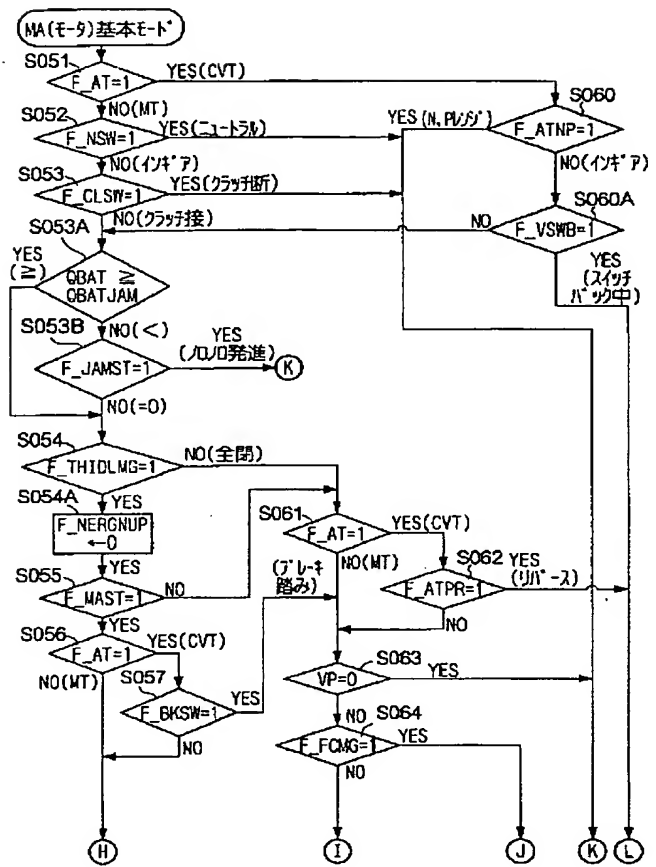 MA(モータ)基本モード
S051
F_AT=1
YES(CVT)
NO(MT)
S052
F_NSW=1
YES(ニュートラル)
NO(インギア)
S053
F_CLSW=1
YES(クラッチ断)
NO(クラッチ接)
S060
YES(N,Pレンジ)
F_ATNP=1
NO(インギア)
S060A
NO
F_VSWB=1
YES
(スイッチ
バック中)
S053A
YES
(≧)
QBAT ≧
QBATJAM
NO(<)
S053B
F_JAMST=1
YES
(ノロノロ発進)
K
NO(=0)
S054
F_THIDLMG=1
NO(全閉)
YES
S054A
F_NERGNUP
←0
YES
S055
F_MAST=1
NO
YES
S056
F_AT=1
YES(CVT)
NO(MT)
S057
F_BKSW=1
YES
NO
(ブレーキ
踏み)
S061
F_AT=1
YES(CVT)
NO(MT)
S062
F_ATPR=1
YES
(リバース)
NO
S063
VP=0
YES
NO
S064
F_FCMG=1
YES
NO
H
I
J
K
L